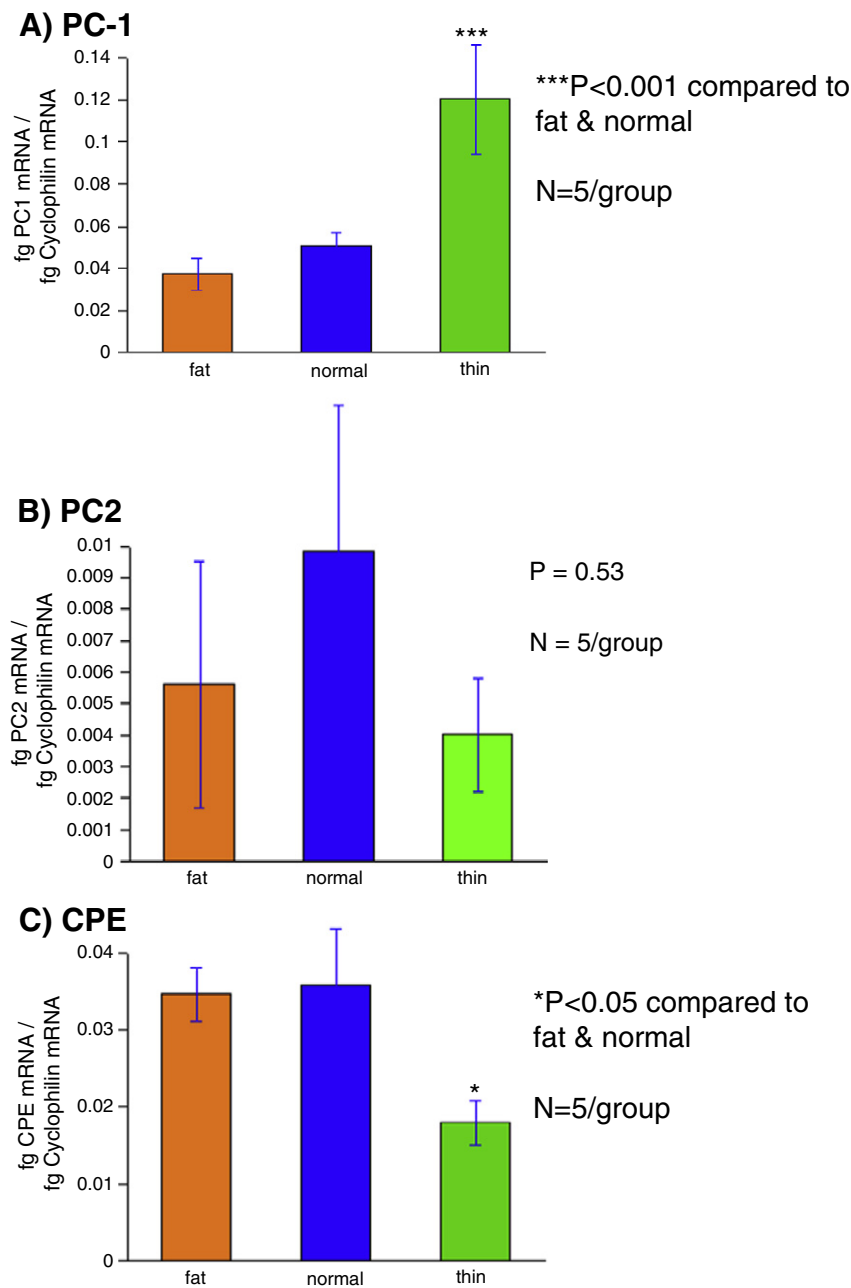 A) PC-1
***
0.14
0.12
0.1
0.08
0.06
0.04
0.02
0
fg PC1 mRNA /
fg Cyclophilin mRNA
fat
normal
thin
***P<0.001 compared to
fat & normal
N=5/group
B) PC2
0.01
0.009
0.008
0.007
0.006
0.005
0.004
0.003
0.002
0.001
0
fg PC2 mRNA /
fg Cyclophilin mRNA
fat
normal
thin
P = 0.53
N = 5/group
C) CPE
0.04
0.03
0.02
0.01
0
fg CPE mRNA /
fg Cyclophilin mRNA
*
fat
normal
thin
*P<0.05 compared to
fat & normal
N=5/group